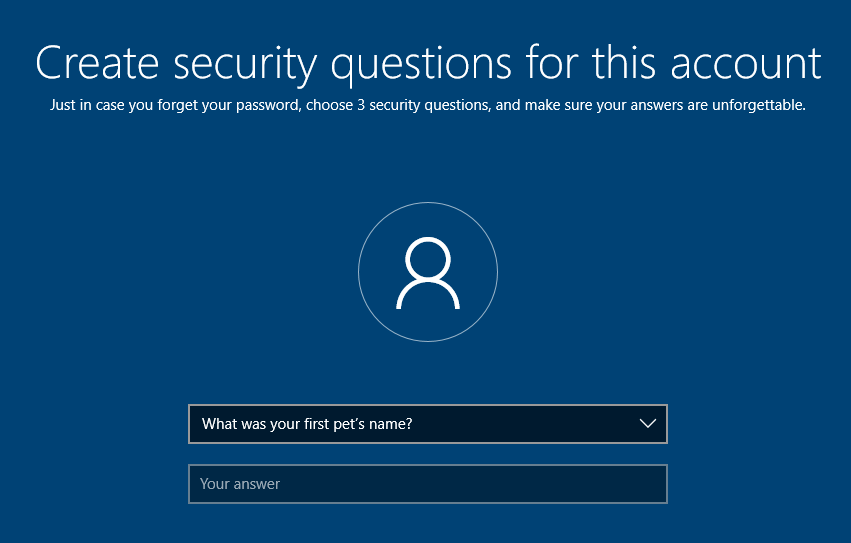 Create security questions for this account
Just in case you forget your password, choose 3 security questions, and make sure your answers are unforgettable.
What was your first pet’s name?
Your answer